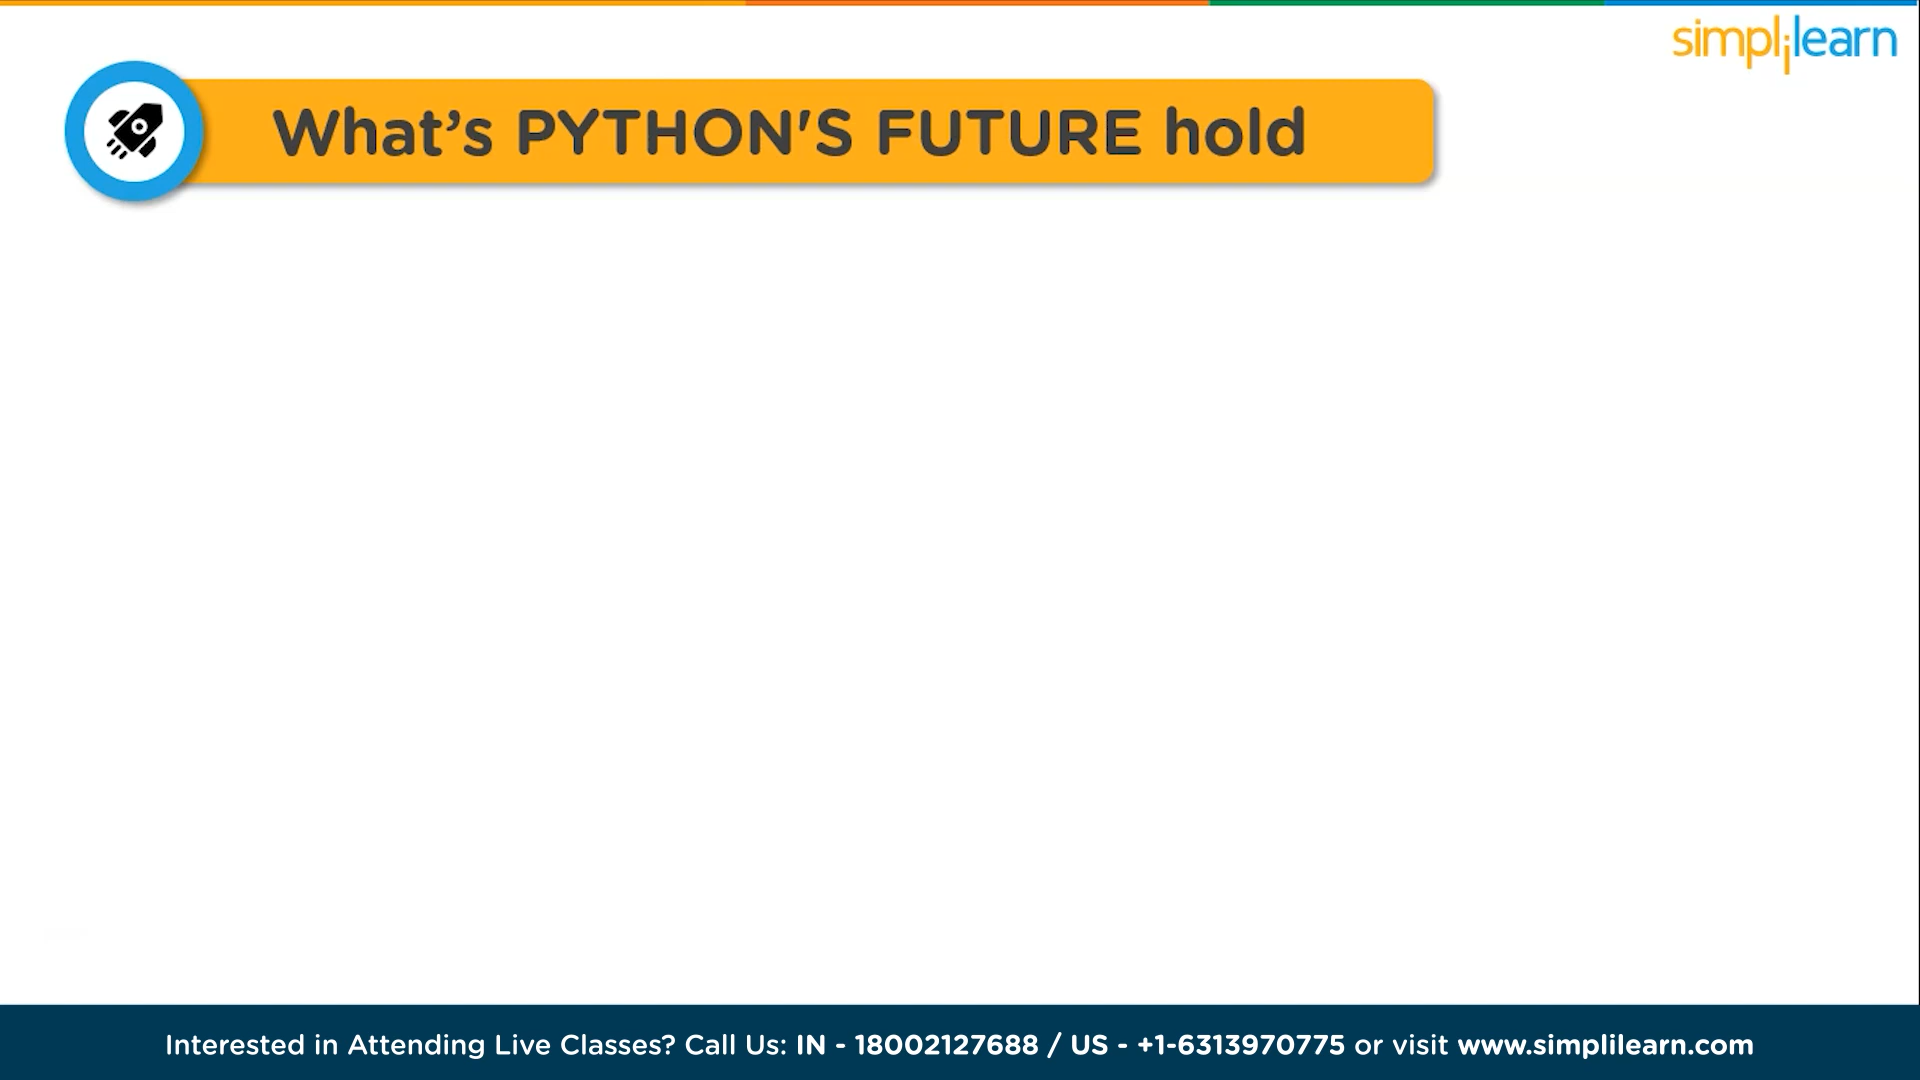 simplilearn
What’s PYTHON'S FUTURE hold
Interested in Attending Live Classes? Call Us: IN - 18002127688 / US - +1-6313970775 or visit www.simplilearn.com